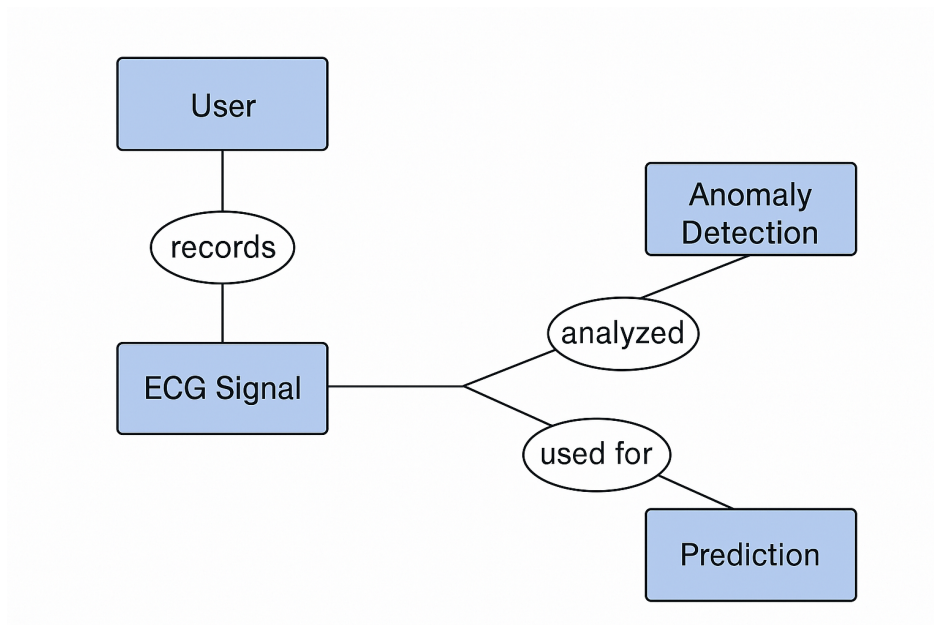 User
records
ECG Signal
Anomaly
Detection
analyzed
used for
Prediction